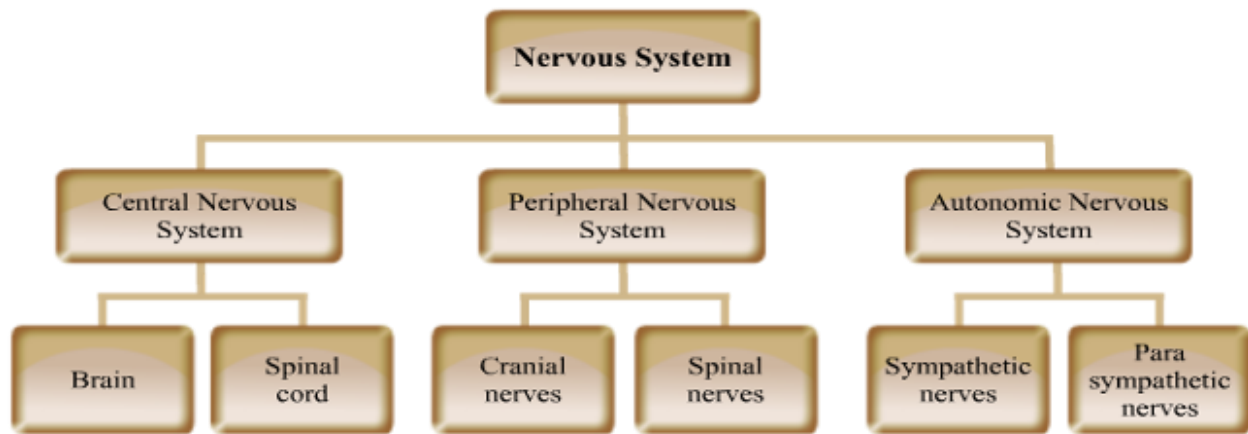 Nervous System
Central Nervous
System
Peripheral Nervous
System
Autonomic Nervous
System
Brain
Spinal
cord
Cranial
nerves
Spinal
nerves
Sympathetic
nerves
Para
sympathetic
nerves